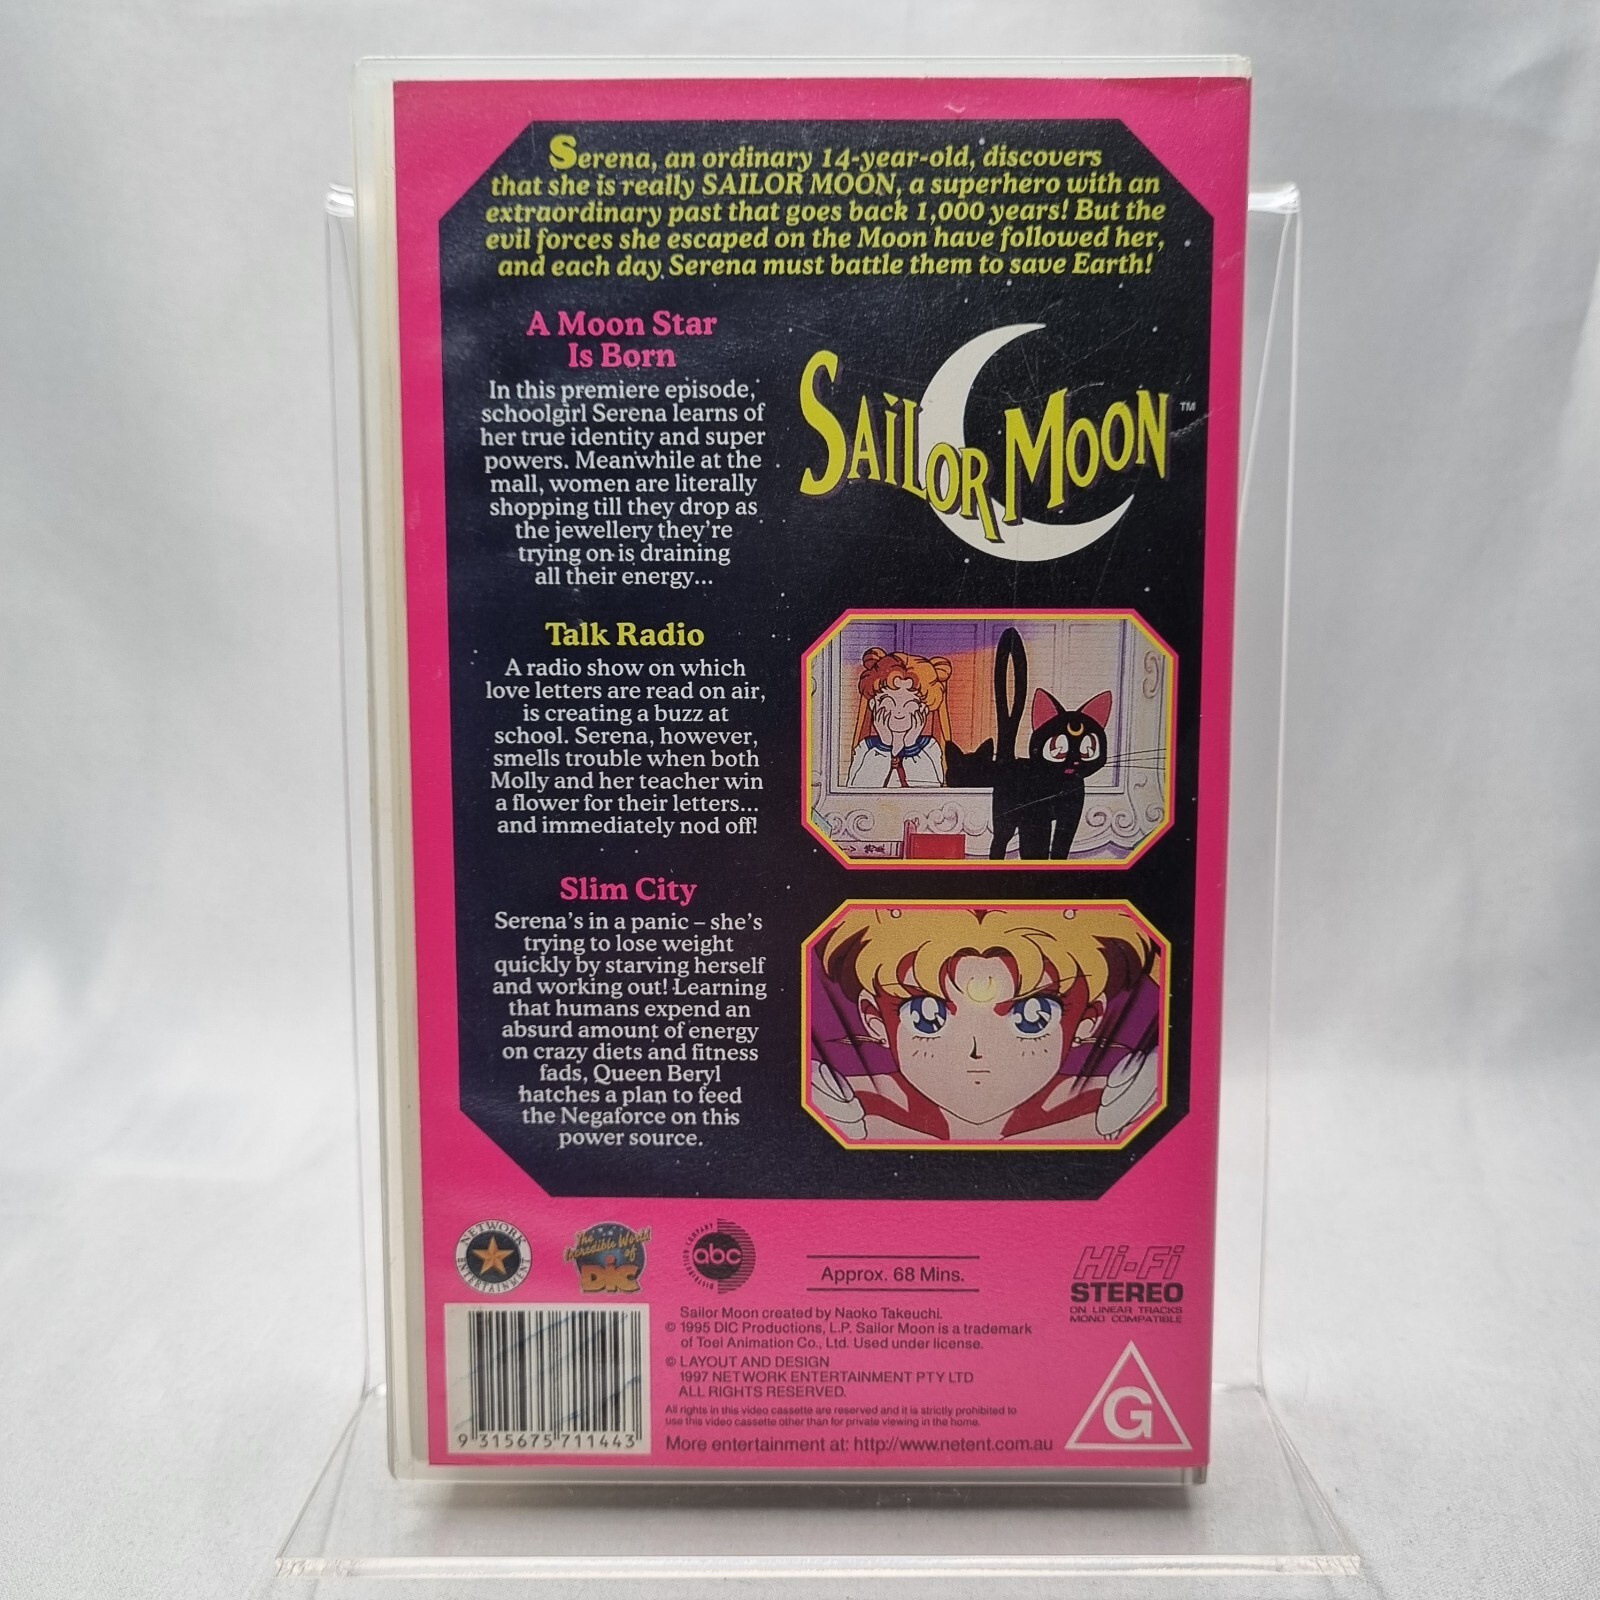 Serena, an ordinary 14-year-old, discovers
that she is really SAILOR MOON, a superhero with an
extraordinary past that goes back 1,000 years! But the
evil forces she escaped on the Moon have followed her,
and each day Serena must battle them to save Earth!
A Moon Star
Is Born
In this premiere episode,
schoolgirl Serena learns of
her true identity and super
powers. Meanwhile at the
mall, women are literally
shopping till they drop as
the jewellery they're
trying on is draining
all their energy...
SAILOR MOON™
Talk Radio
A radio show on which
love letters are read on air,
is creating a buzz at
school. Serena, however,
smells trouble when both
Molly and her teacher win
a flower for their letters...
and immediately nod off!
Slim City
Serena's in a panic – she's
trying to lose weight
quickly by starving herself
and working out! Learning
that humans expend an
absurd amount of energy
on crazy diets and fitness
fads, Queen Beryl
hatches a plan to feed
the Negaforce on this
power source.
NETWORK
ENTERTAINMENT
The
Incredible World
of
DIC
abc
Approx. 68 Mins.
Hi-Fi
STEREO
ON LINEAR TRACKS
MONO COMPATIBLE
Sailor Moon created by Naoko Takeuchi.
© 1995 DIC Productions, L.P. Sailor Moon is a trademark
of Toei Animation Co., Ltd. Used under license.
© LAYOUT AND DESIGN
1997 NETWORK ENTERTAINMENT PTY LTD
ALL RIGHTS RESERVED.
All rights in this video cassette are reserved and it is strictly prohibited to
use this video cassette other than for private viewing in the home.
More entertainment at: http://www.netent.com.au
G
9 315675 711443